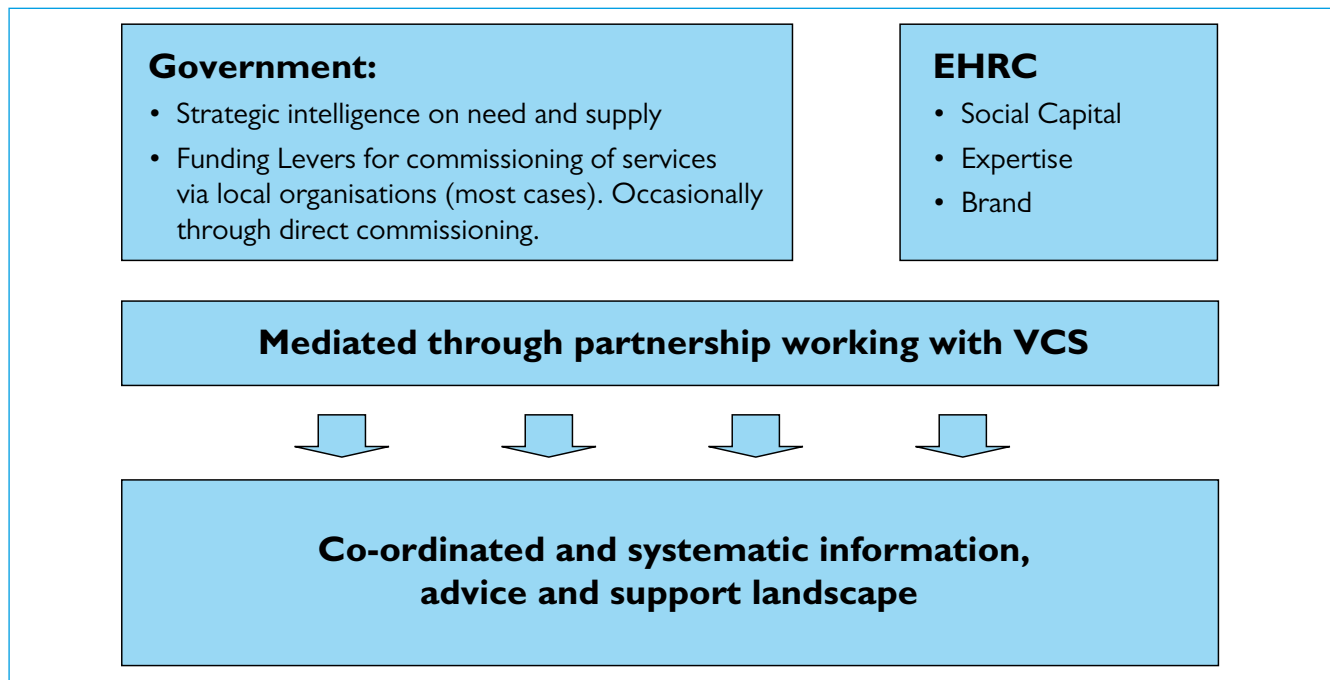 Government:
• Strategic intelligence on need and supply
• Funding Levers for commissioning of services
via local organisations (most cases). Occasionally
through direct commissioning.
EHRC
• Social Capital
• Expertise
• Brand
Mediated through partnership working with VCS
Co-ordinated and systematic information,
advice and support landscape